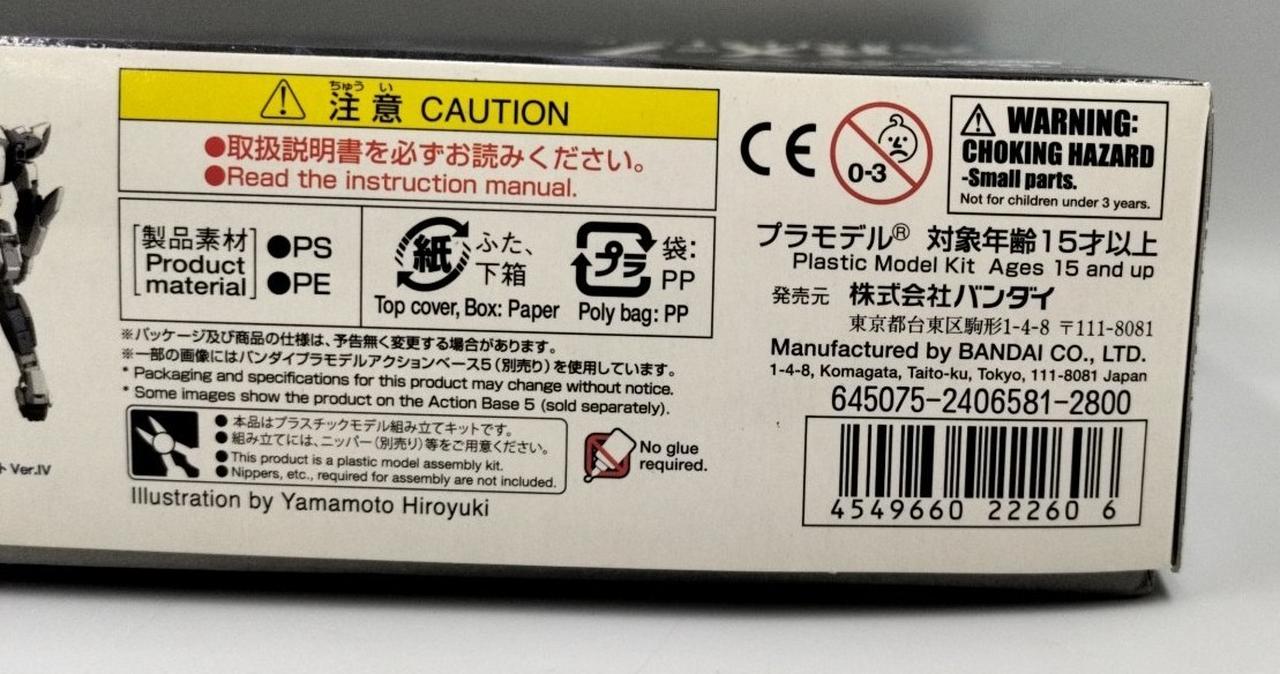 ちゅう い
注意 CAUTION
●取扱説明書を必ずお読みください。
●Read the instruction manual.
[製品素材]
Product
material
●PS
●PE
紙
ふた、
下箱
Top cover, Box: Paper
プラ
袋:
PP
Poly bag: PP
※パッケージ及び商品の仕様は、予告無く変更する場合があります。
※一部の画像にはバンダイプラモデルアクションベース5(別売り)を使用しています。
* Packaging and specifications for this product may change without notice.
* Some images show the product on the Action Base 5 (sold separately).
●本品はプラスチックモデル組み立てキットです。
●組み立てには、ニッパー(別売り)等をご用意ください。
●This product is a plastic model assembly kit.
●Nippers, etc., required for assembly are not included.
No glue
required.
Illustration by Yamamoto Hiroyuki
ト Ver.IV
CE
0-3
WARNING:
CHOKING HAZARD
-Small parts.
Not for children under 3 years.
プラモデル® 対象年齢15才以上
Plastic Model Kit Ages 15 and up
発売元 株式会社バンダイ
東京都台東区駒形1-4-8 〒111-8081
Manufactured by BANDAI CO., LTD.
1-4-8, Komagata, Taito-ku, Tokyo, 111-8081 Japan
645075-2406581-2800
4549660 22260 6